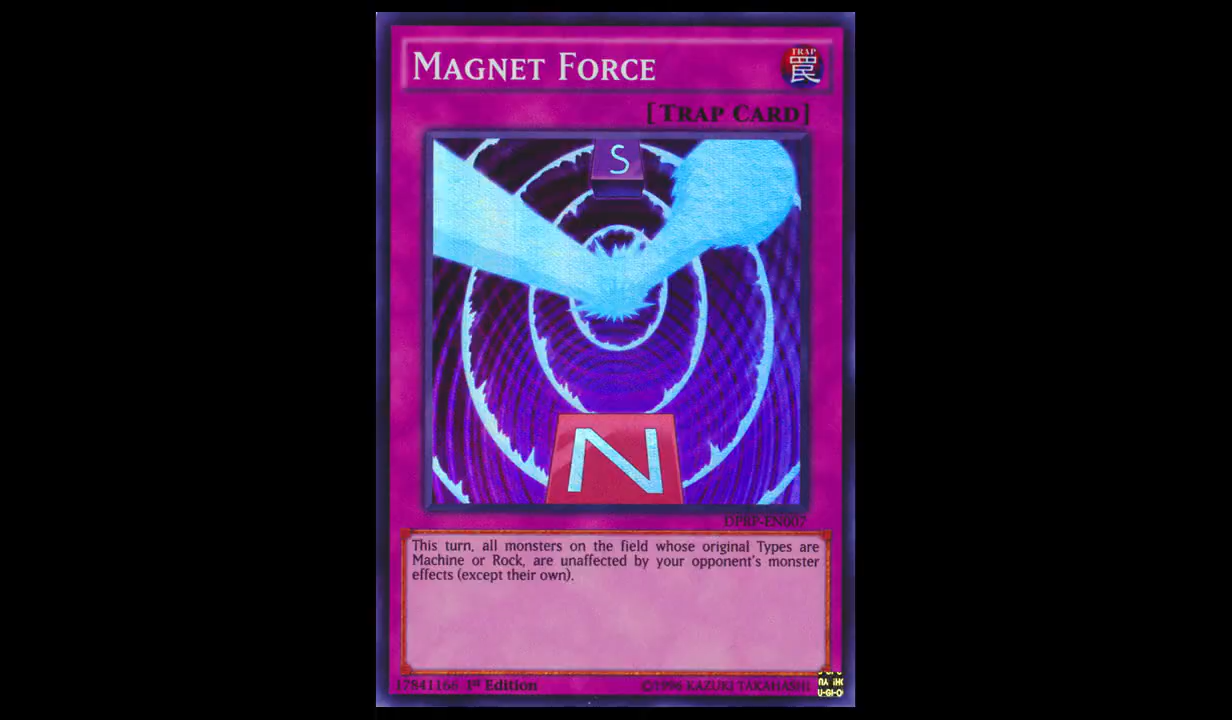 MAGNET FORCE
TRAP
罠
[TRAP CARD]
S
N
DPRP-EN007
This turn, all monsters on the field whose original Types are
Machine or Rock, are unaffected by your opponent's monster
effects (except their own).
17841166 1st Edition
©1996 KAZUKI TAKAHASHI